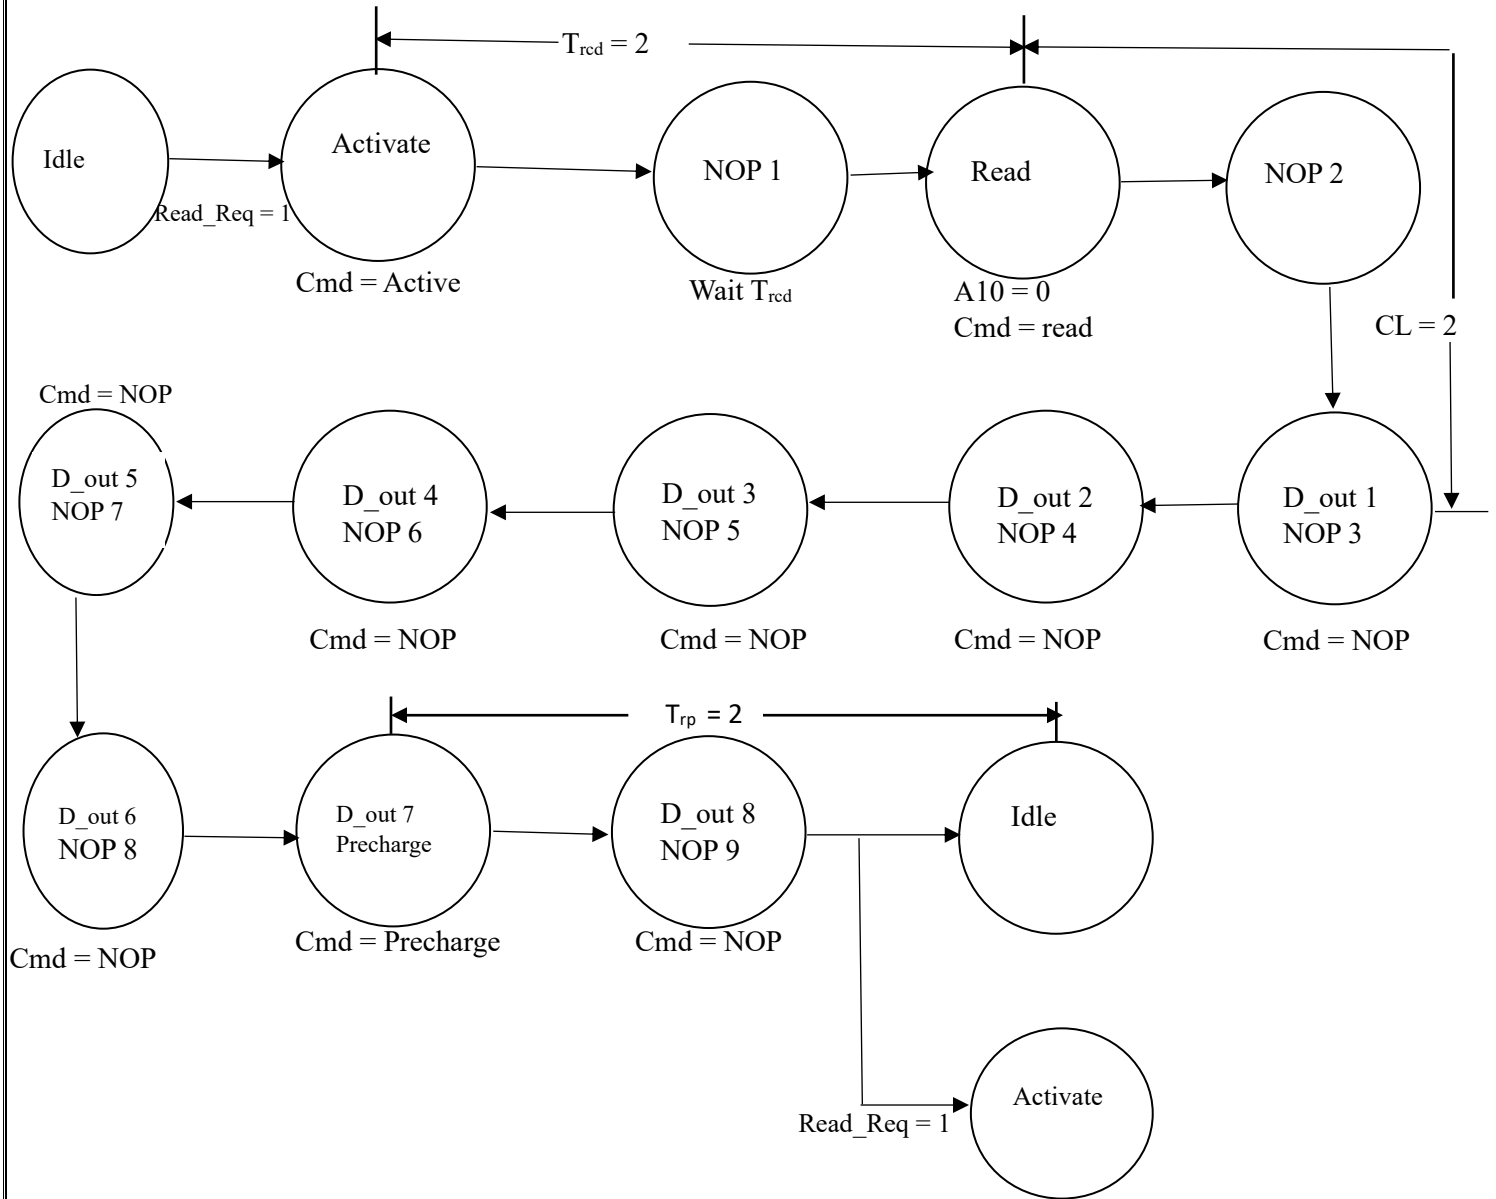 T_rcd = 2
Idle
Activate
NOP 1
Read
NOP 2
Read_Req = 1
Cmd = Active
Wait T_rcd
A10 = 0
Cmd = read
CL = 2
Cmd = NOP
D_out 5
NOP 7
D_out 4
NOP 6
D_out 3
NOP 5
D_out 2
NOP 4
D_out 1
NOP 3
Cmd = NOP
Cmd = NOP
Cmd = NOP
Cmd = NOP
T_rp = 2
D_out 6
NOP 8
D_out 7
Precharge
D_out 8
NOP 9
Idle
Cmd = NOP
Cmd = Precharge
Cmd = NOP
Activate
Read_Req = 1